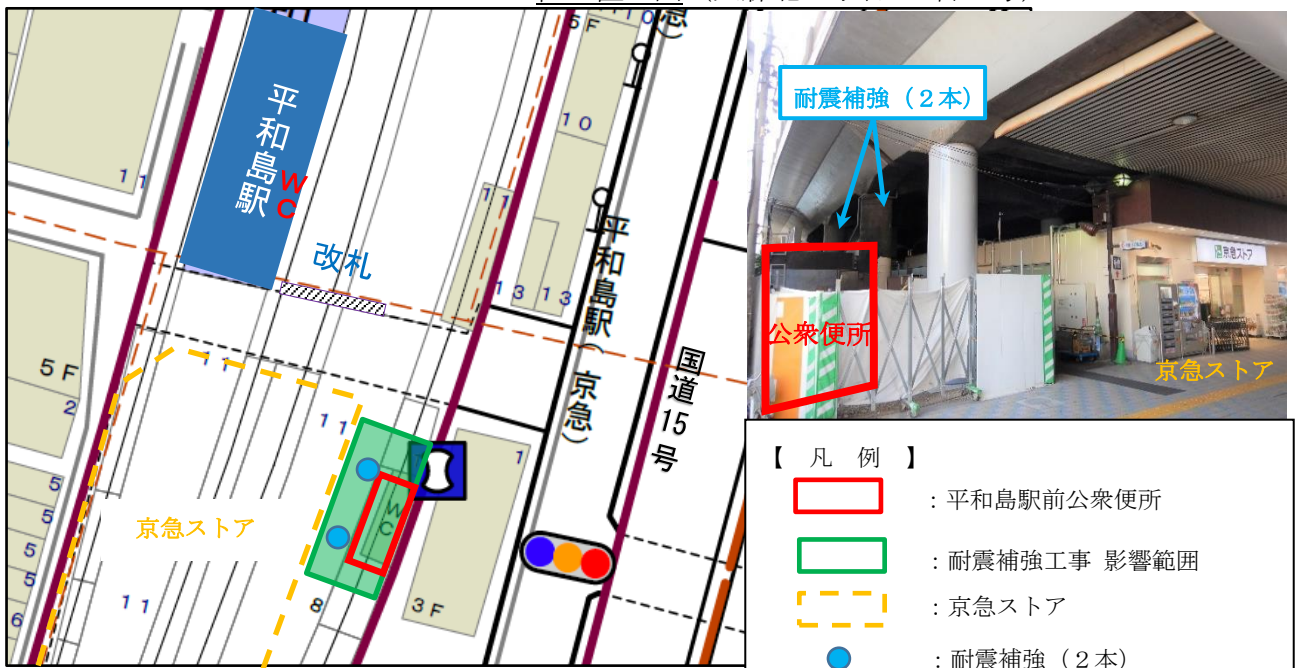 5F
10
10
11
平和島駅
WC
11
改札
13 13
平和島駅(京急)
国道15号
5F
2
11
11
1
WC
京急ストア
5
5
5
5
6
11
8
3F
耐震補強(2本)
京急ストア
公衆便所
京急ストア
【 凡 例 】
:平和島駅前公衆便所
:耐震補強工事 影響範囲
:京急ストア
:耐震補強(2本)